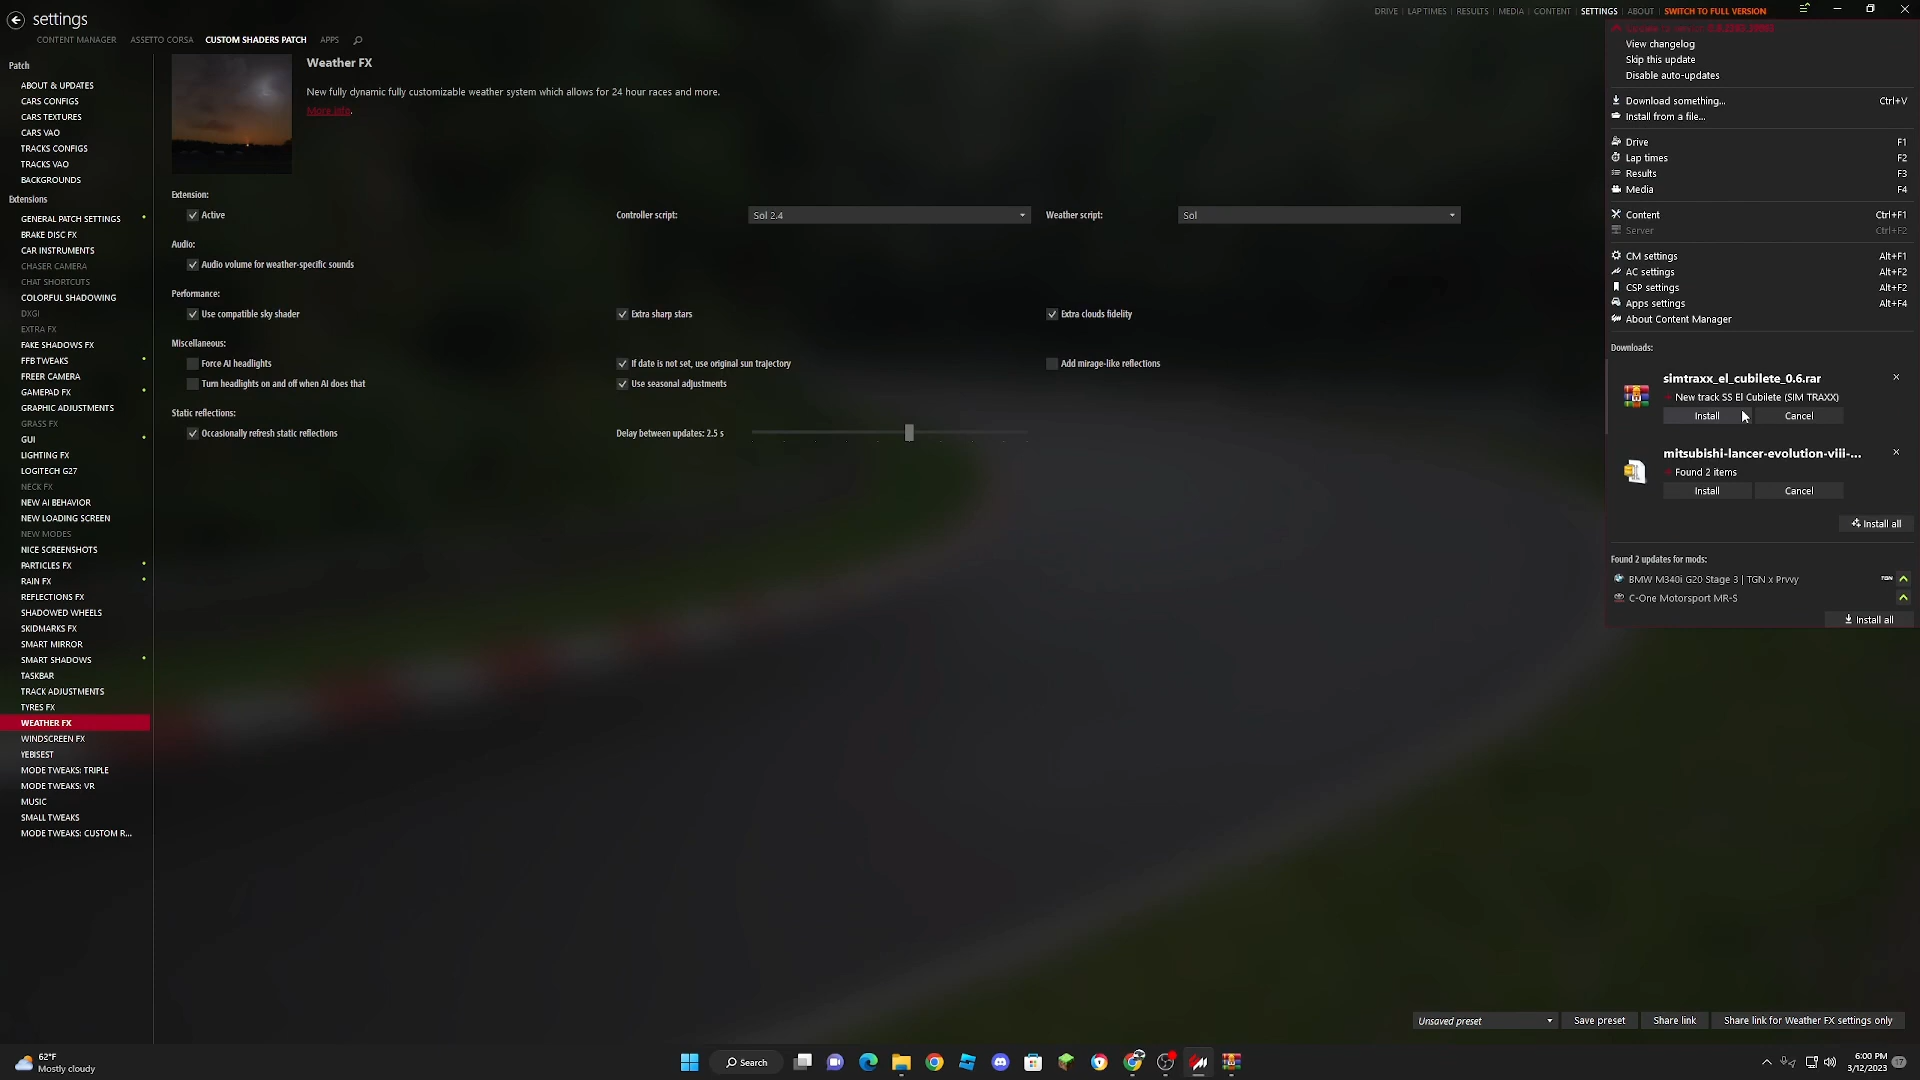 settings
DRIVE | LAP TIMES | RESULTS | MEDIA | CONTENT | SETTINGS | ABOUT | SWITCH TO FULL VERSION
CONTENT MANAGER
ASSETTO CORSA
CUSTOM SHADERS PATCH
APPS
Patch
ABOUT & UPDATES
CARS CONFIGS
CARS TEXTURES
CARS VAO
TRACKS CONFIGS
TRACKS VAO
BACKGROUNDS
Extensions
GENERAL PATCH SETTINGS
BRAKE DISC FX
CAR INSTRUMENTS
CHASER CAMERA
CHAT SHORTCUTS
COLORFUL SHADOWING
DXGI
EXTRA FX
FAKE SHADOWS FX
FFB TWEAKS
FREER CAMERA
GAMEPAD FX
GRAPHIC ADJUSTMENTS
GRASS FX
GUI
LIGHTING FX
LOGITECH G27
NECK FX
NEW AI BEHAVIOR
NEW LOADING SCREEN
NEW MODES
NICE SCREENSHOTS
PARTICLES FX
RAIN FX
REFLECTIONS FX
SHADOWED WHEELS
SKIDMARKS FX
SMART MIRROR
SMART SHADOWS
TASKBAR
TRACK ADJUSTMENTS
TYRES FX
WEATHER FX
WINDSCREEN FX
YEBISEST
MODE TWEAKS: TRIPLE
MODE TWEAKS: VR
MUSIC
SMALL TWEAKS
MODE TWEAKS: CUSTOM R...
Weather FX
New fully dynamic fully customizable weather system which allows for 24 hour races and more.
More info.
Extension:
Active
Controller script: Sol 2.4
Weather script: Sol
Audio:
Audio volume for weather-specific sounds
Performance:
Use compatible sky shader
Extra sharp stars
Extra clouds fidelity
Miscellaneous:
Force AI headlights
If date is not set, use original sun trajectory
Add mirage-like reflections
Turn headlights on and off when AI does that
Use seasonal adjustments
Static reflections:
Occasionally refresh static reflections
Delay between updates: 2.5 s
View changelog
Skip this update
Disable auto-updates
Download something... Ctrl+V
Install from a file...
Drive F1
Lap times F2
Results F3
Media F4
Content Ctrl+F1
Server Ctrl+F2
CM settings Alt+F1
AC settings Alt+F2
CSP settings Alt+F2
Apps settings Alt+F4
About Content Manager
Downloads:
simtraxx_el_cubilete_0.6.rar
New track SS El Cubilete (SIM TRAXX)
Install Cancel
mitsubishi-lancer-evolution-viii-...
Found 2 items
Install Cancel
Install all
Found 2 updates for mods:
BMW M340i G20 Stage 3 | TGN x Prvvy TGN
C-One Motorsport MR-S
Install all
Unsaved preset
Save preset
Share link
Share link for Weather FX settings only
62°F
Mostly cloudy
Search
6:00 PM
3/12/2023
17